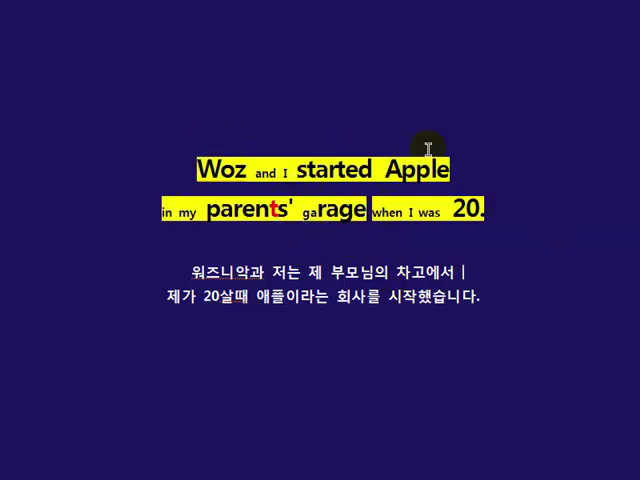 Woz and I started Apple
in my parents' garage when I was 20.
워즈니악과 저는 제 부모님의 차고에서 |
제가 20살때 애플이라는 회사를 시작했습니다.